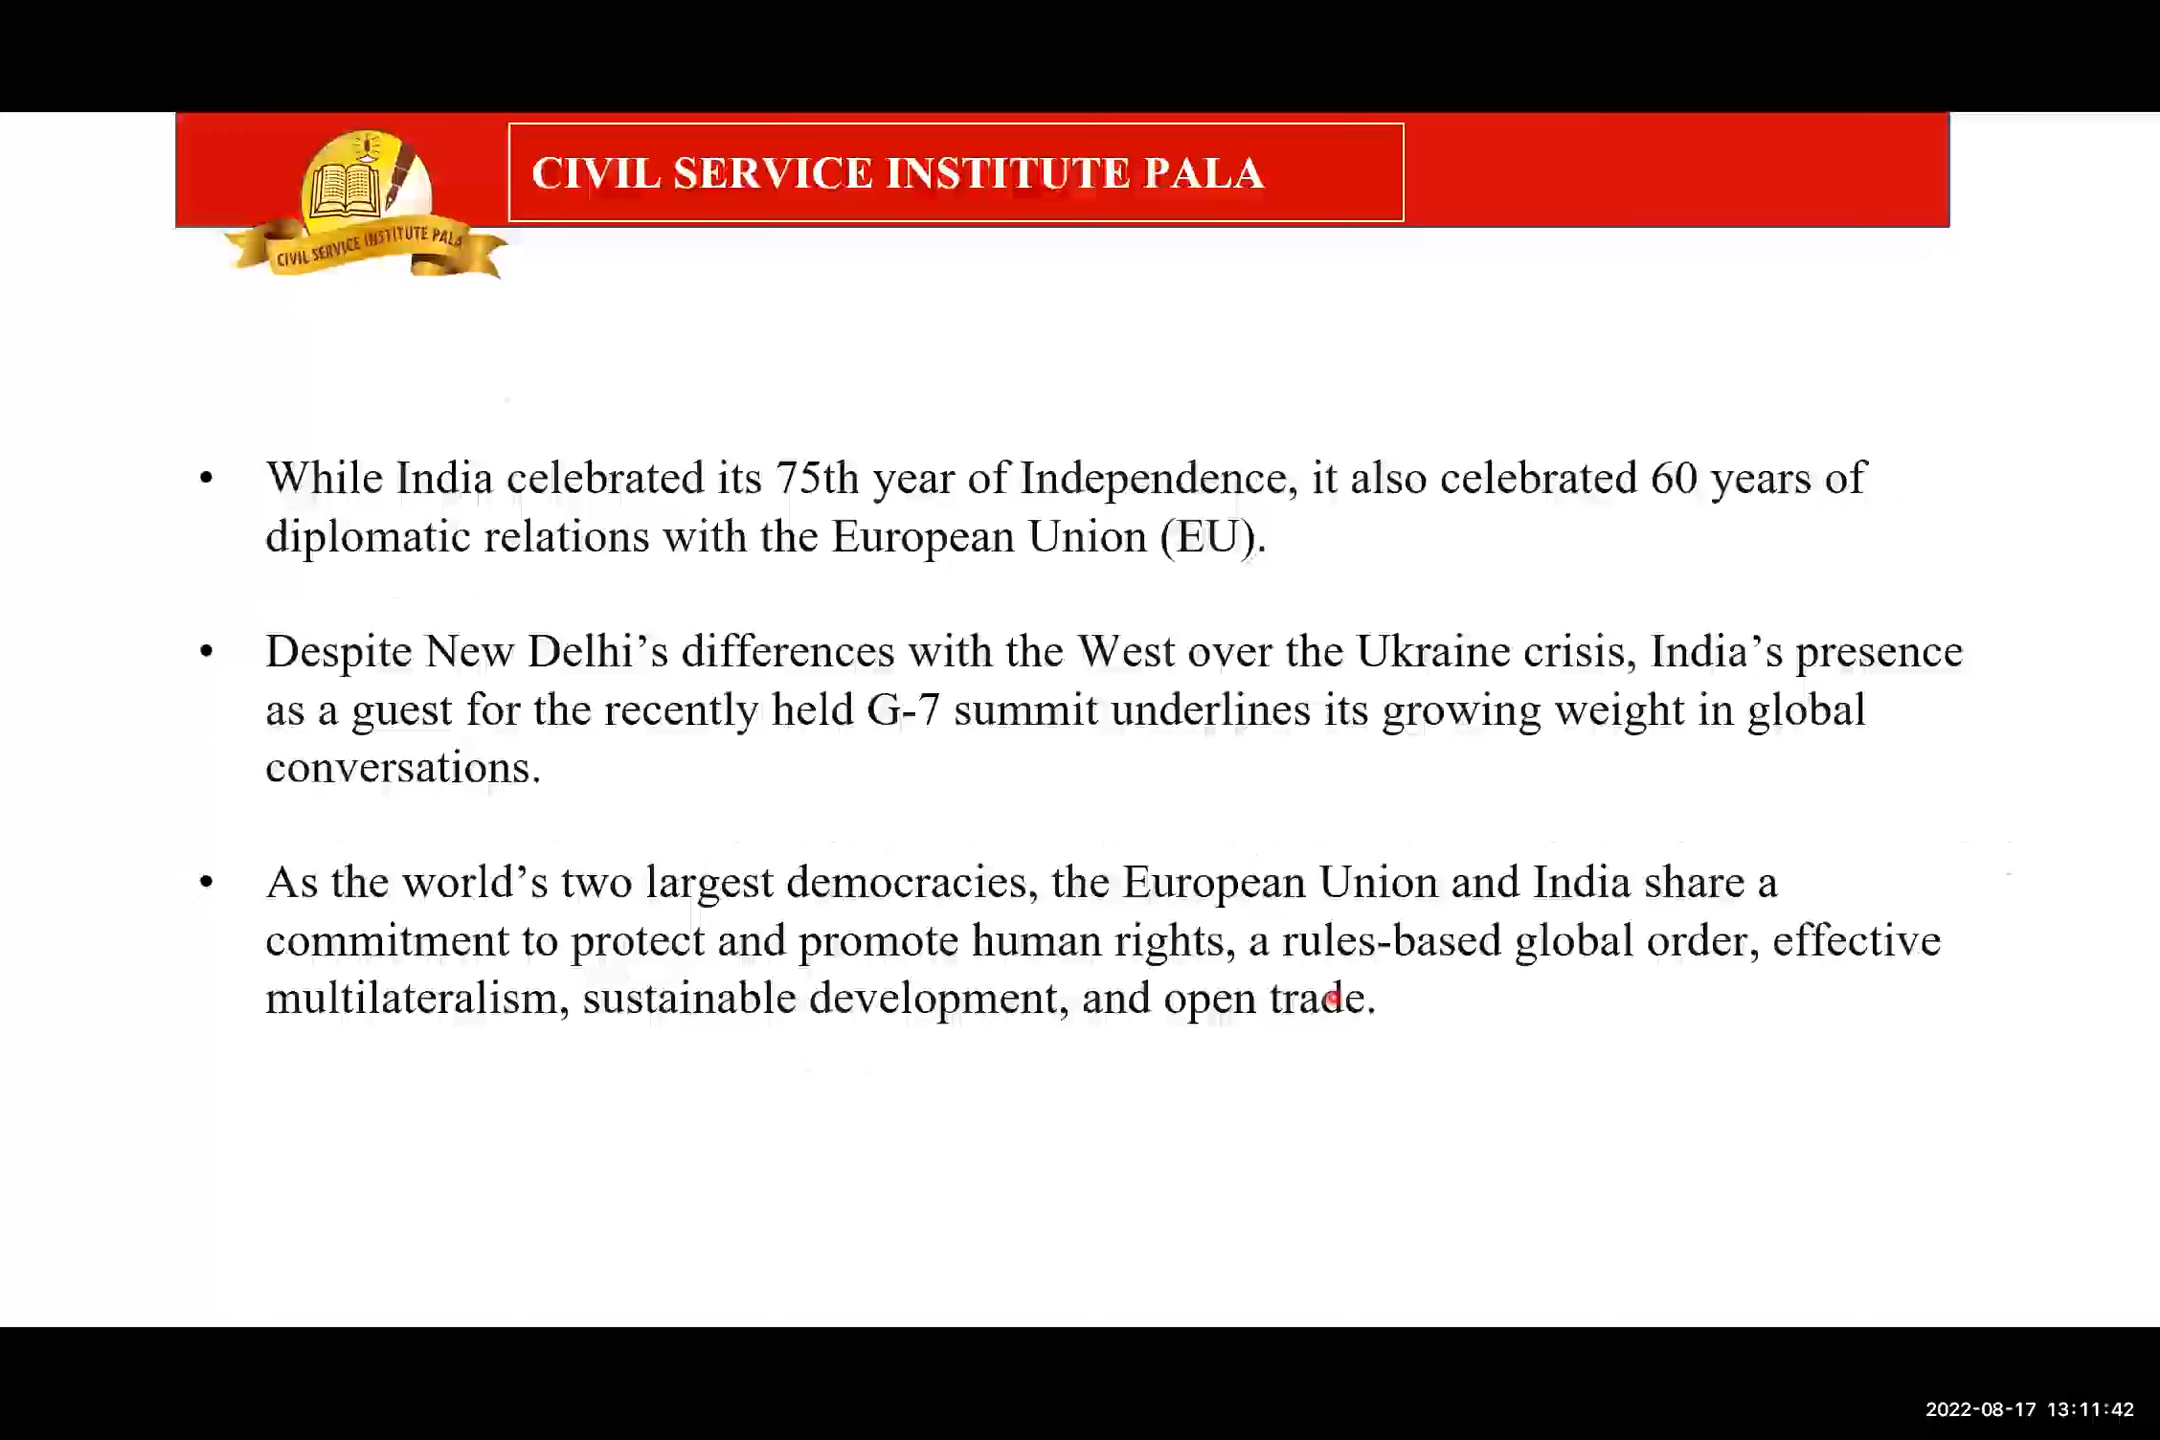 CIVIL SERVICE INSTITUTE PALA
CIVIL SERVICE INSTITUTE PALA
• While India celebrated its 75th year of Independence, it also celebrated 60 years of
diplomatic relations with the European Union (EU).
• Despite New Delhi’s differences with the West over the Ukraine crisis, India’s presence
as a guest for the recently held G-7 summit underlines its growing weight in global
conversations.
• As the world’s two largest democracies, the European Union and India share a
commitment to protect and promote human rights, a rules-based global order, effective
multilateralism, sustainable development, and open trade.
2022-08-17 13:11:42